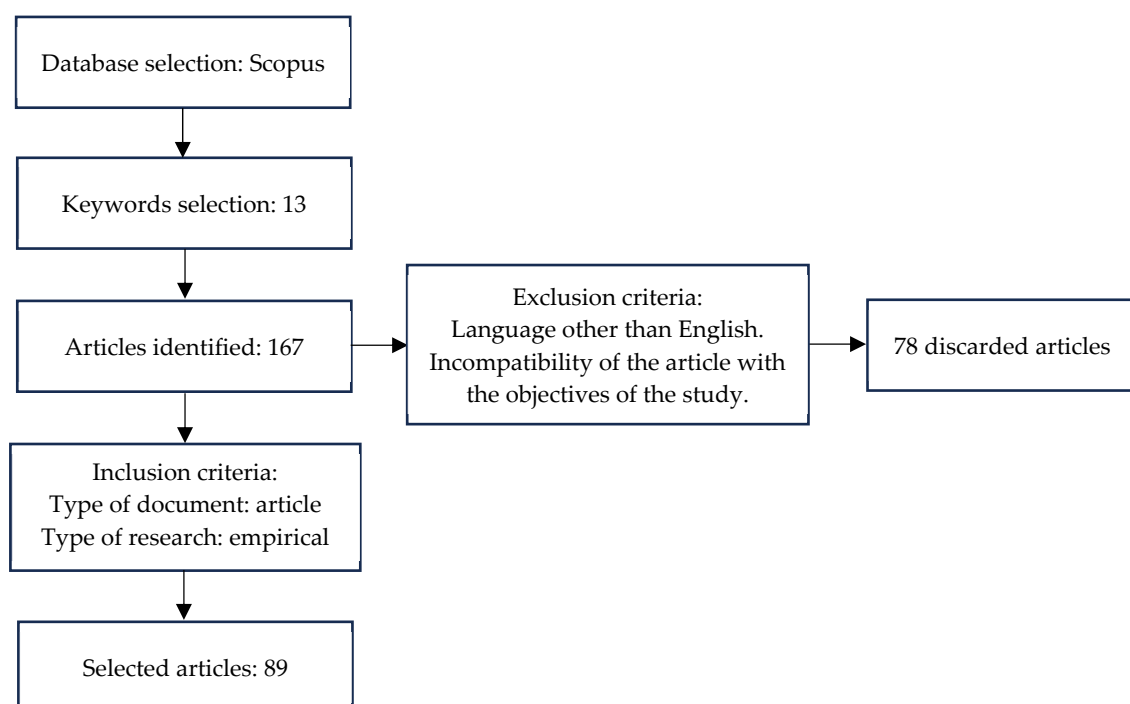 Database selection: Scopus
Keywords selection: 13
Articles identified: 167
Exclusion criteria:
Language other than English.
Incompatibility of the article with
the objectives of the study.
78 discarded articles
Inclusion criteria:
Type of document: article
Type of research: empirical
Selected articles: 89